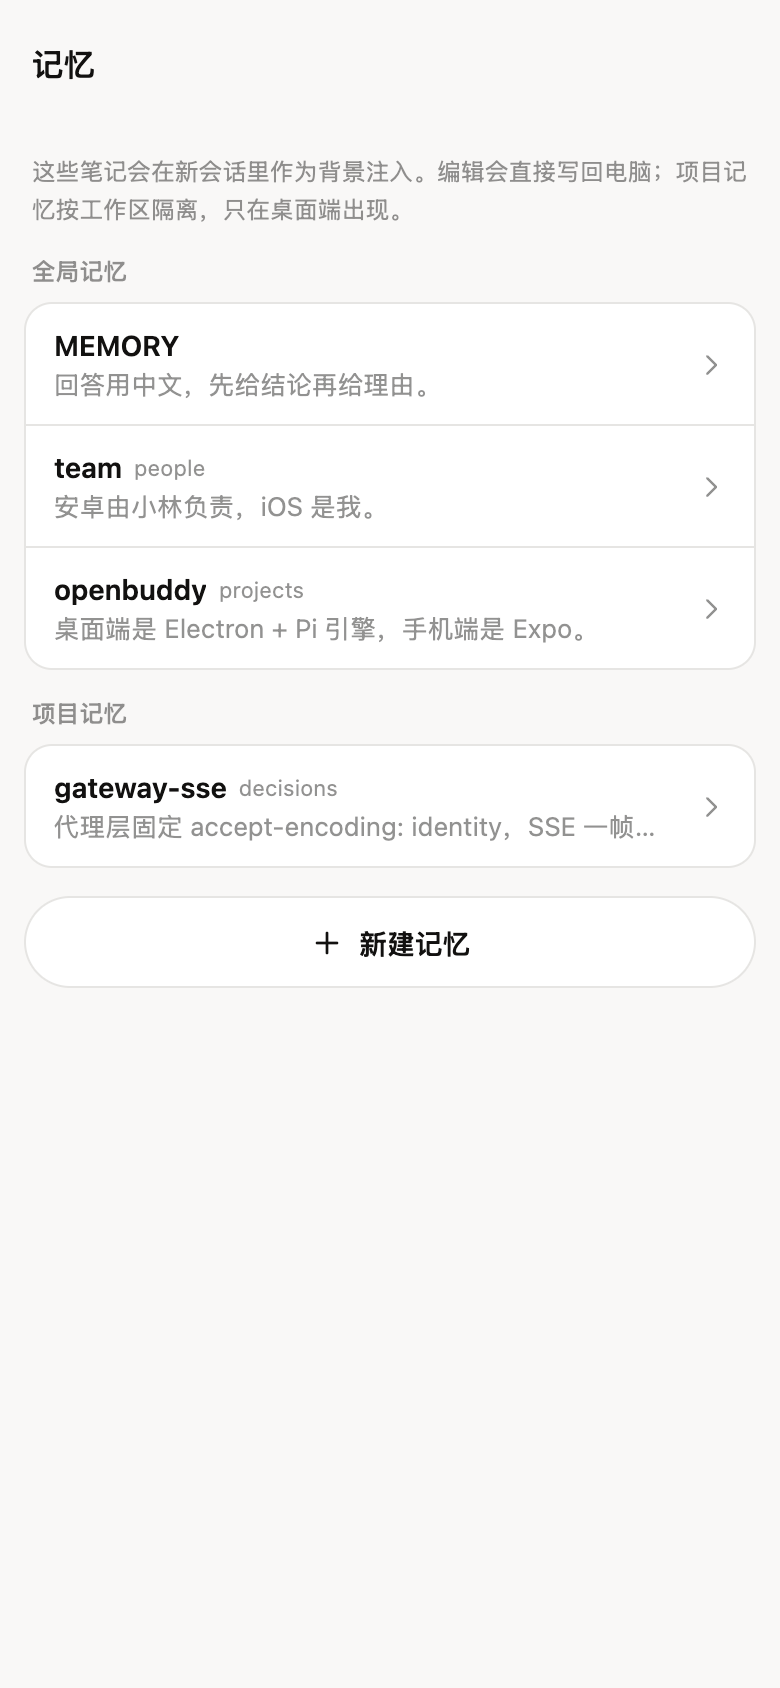 记忆
这些笔记会在新会话里作为背景注入。编辑会直接写回电脑；项目记
忆按工作区隔离，只在桌面端出现。
全局记忆
MEMORY
回答用中文，先给结论再给理由。
team people
安卓由小林负责，iOS 是我。
openbuddy projects
桌面端是 Electron + Pi 引擎，手机端是 Expo。
项目记忆
gateway-sse decisions
代理层固定 accept-encoding: identity，SSE 一帧...
+ 新建记忆